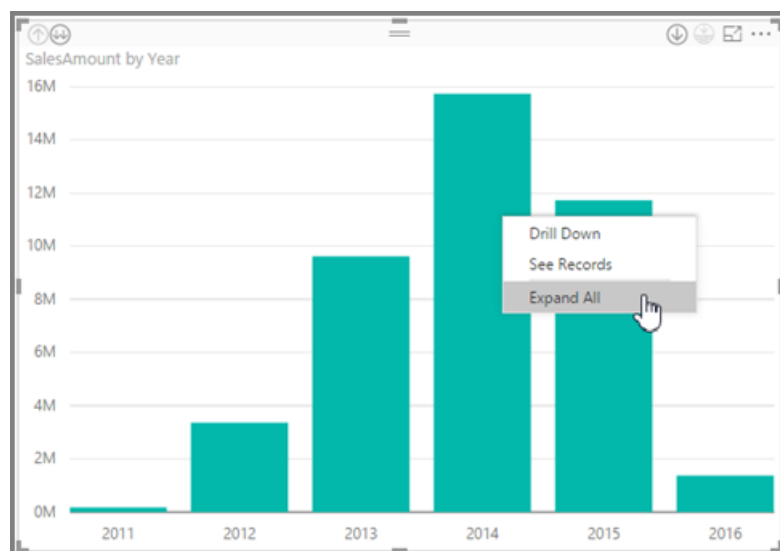 SalesAmount by Year
16M
14M
12M
10M
8M
6M
4M
2M
0M
Drill Down
See Records
Expand All
2011 2012 2013 2014 2015 2016